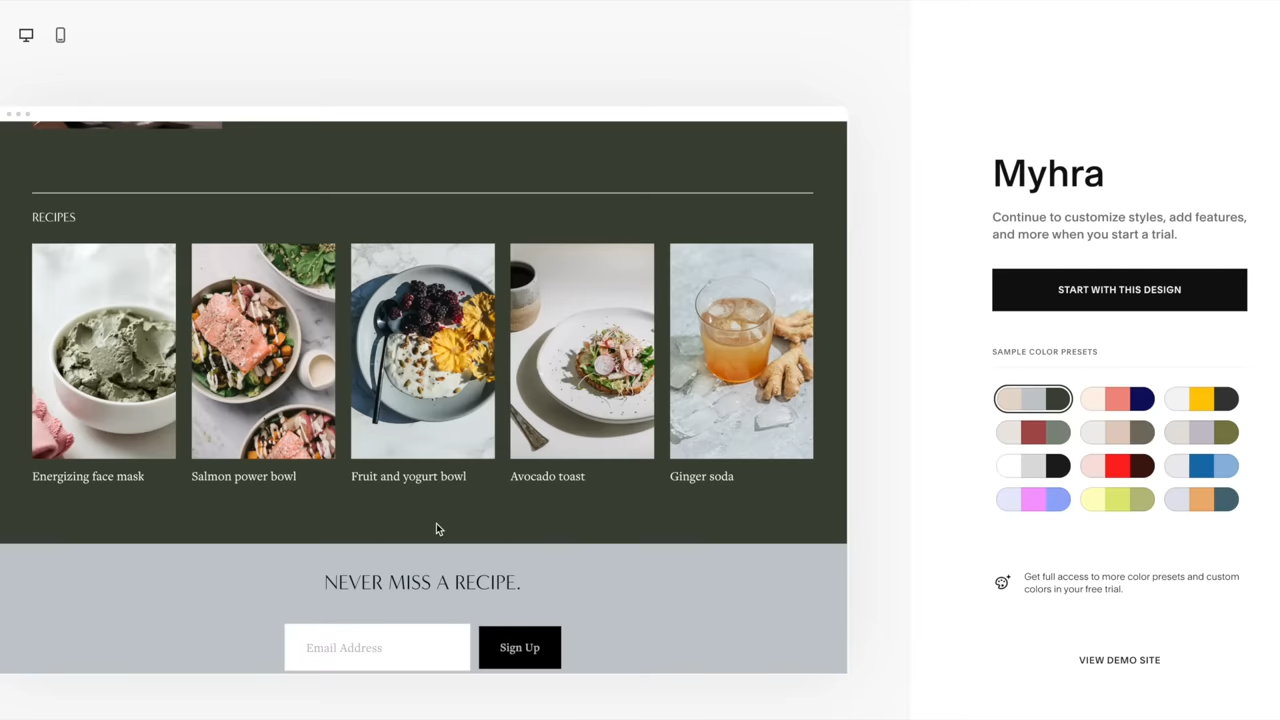 RECIPES
Energizing face mask
Salmon power bowl
Fruit and yogurt bowl
Avocado toast
Ginger soda
NEVER MISS A RECIPE.
Email Address
Sign Up
Myhra
Continue to customize styles, add features,
and more when you start a trial.
START WITH THIS DESIGN
SAMPLE COLOR PRESETS
Get full access to more color presets and custom
colors in your free trial.
VIEW DEMO SITE